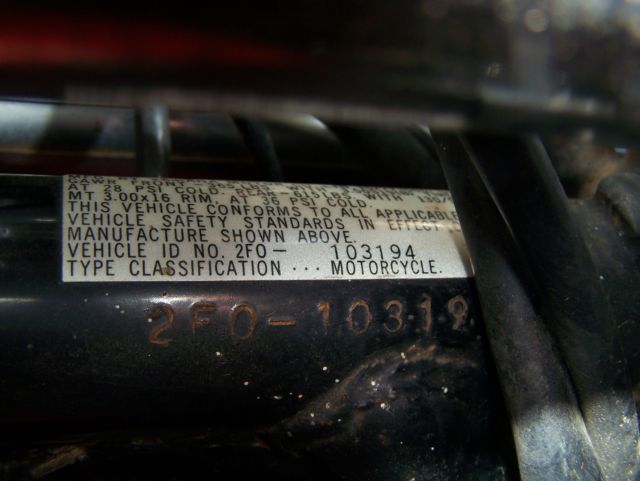 AT 28 PSI COLD. WITH
MT 3.00x16 RIM, AT 36 PSI COLD.
THIS VEHICLE CONFORMS TO ALL APPLICABLE
VEHICLE SAFETY STANDARDS IN EFFECT
MANUFACTURE SHOWN ABOVE.
VEHICLE ID NO. 2F0- 103194
TYPE CLASSIFICATION ... MOTORCYCLE.
2F0-10319